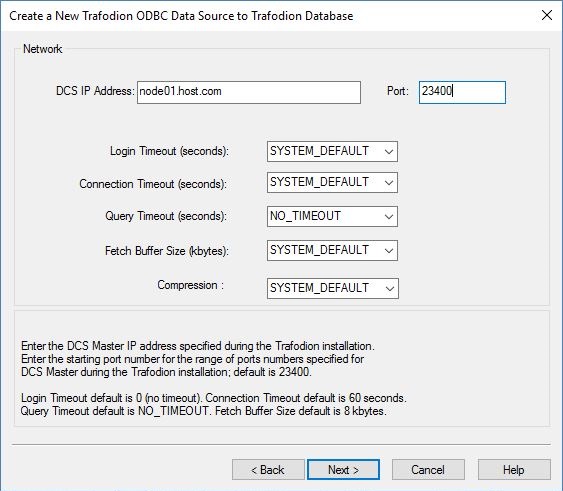 Create a New Trafodion ODBC Data Source to Trafodion Database
Network
DCS IP Address: node01.host.com Port: 23400
Login Timeout (seconds): SYSTEM_DEFAULT
Connection Timeout (seconds): SYSTEM_DEFAULT
Query Timeout (seconds): NO_TIMEOUT
Fetch Buffer Size (kbytes): SYSTEM_DEFAULT
Compression : SYSTEM_DEFAULT
Enter the DCS Master IP address specified during the Trafodion installation.
Enter the starting port number for the range of ports numbers specified for
DCS Master during the Trafodion installation; default is 23400.
Login Timeout default is 0 (no timeout). Connection Timeout default is 60 seconds.
Query Timeout default is NO_TIMEOUT. Fetch Buffer Size default is 8 kbytes.
< Back Next > Cancel Help